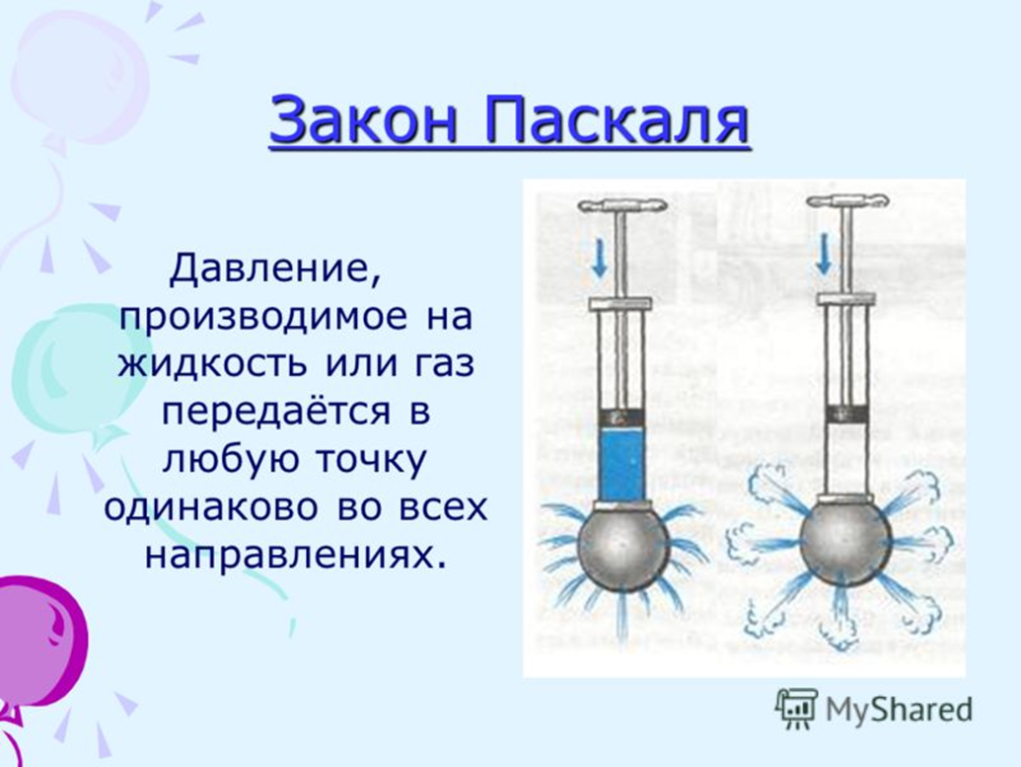 Закон Паскаля
Давление,
производимое на
жидкость или газ
передаётся в
любую точку
одинаково во всех
направлениях.
MyShared